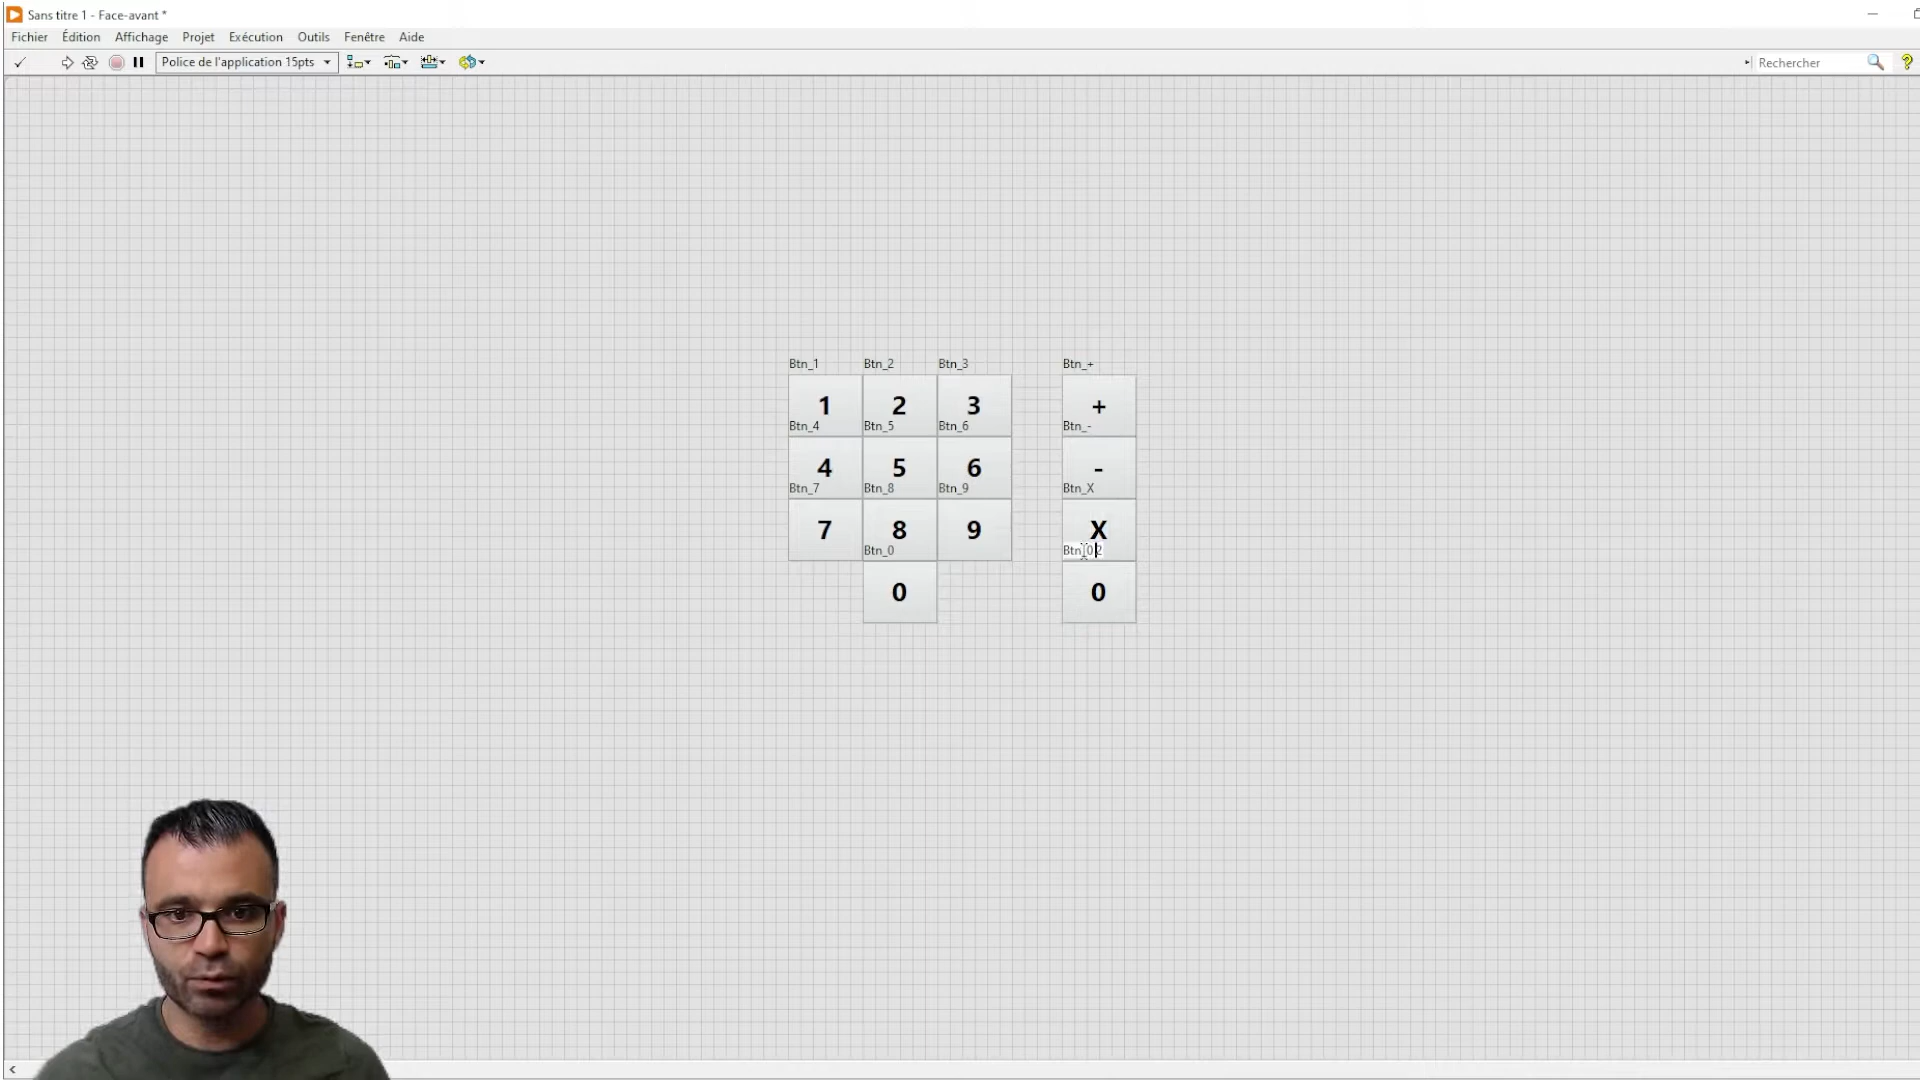 Sans titre 1 - Face-avant *
Fichier Édition Affichage Projet Exécution Outils Fenêtre Aide
Police de l'application 15pts Rechercher ?
Btn_1 Btn_2 Btn_3 Btn_+
1 2 3 +
Btn_4 Btn_5 Btn_6 Btn_-
4 5 6 -
Btn_7 Btn_8 Btn_9 Btn_X
7 8 9 X
Btn_0 Btn_0 2
0 0